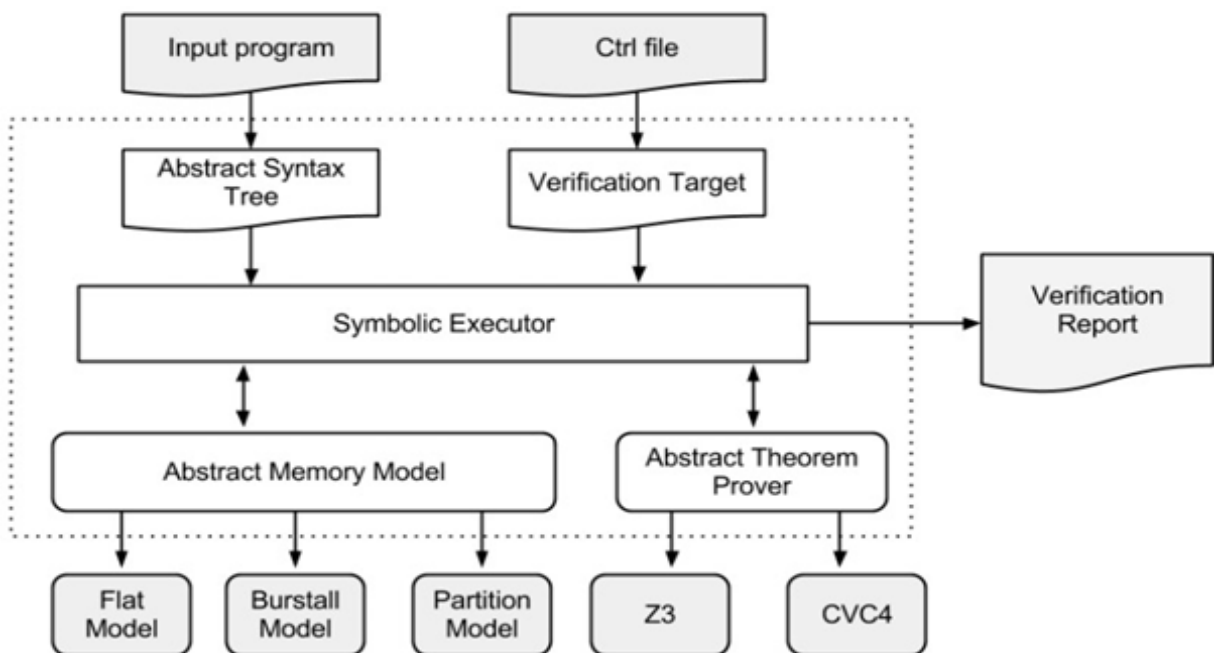 Input program
Ctrl file
Abstract Syntax
Tree
Verification Target
Symbolic Executor
Verification
Report
Abstract Memory Model
Abstract Theorem
Prover
Flat
Model
Burstall
Model
Partition
Model
Z3
CVC4